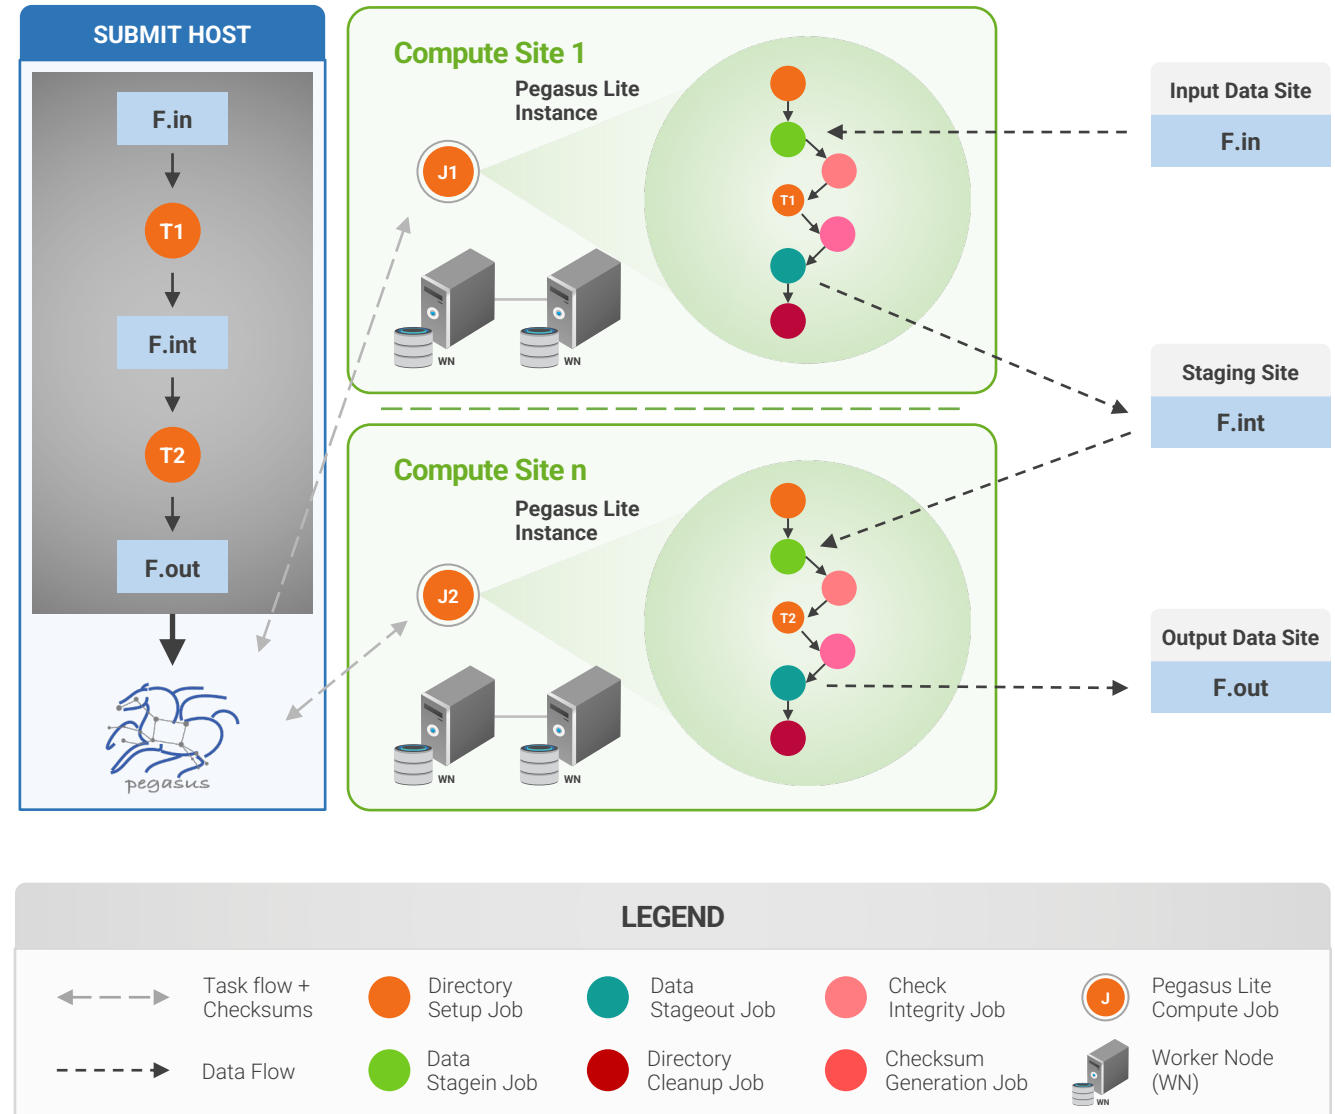 SUBMIT HOST
F.in
T1
F.int
T2
F.out
pegasus
Compute Site 1
Pegasus Lite
Instance
J1
T1
WN
WN
Compute Site n
Pegasus Lite
Instance
J2
T2
WN
WN
Input Data Site
F.in
Staging Site
F.int
Output Data Site
F.out
LEGEND
Task flow +
Checksums
Directory
Setup Job
Data
Stageout Job
Check
Integrity Job
J
Pegasus Lite
Compute Job
Data Flow
Data
Stagein Job
Directory
Cleanup Job
Checksum
Generation Job
WN
Worker Node
(WN)